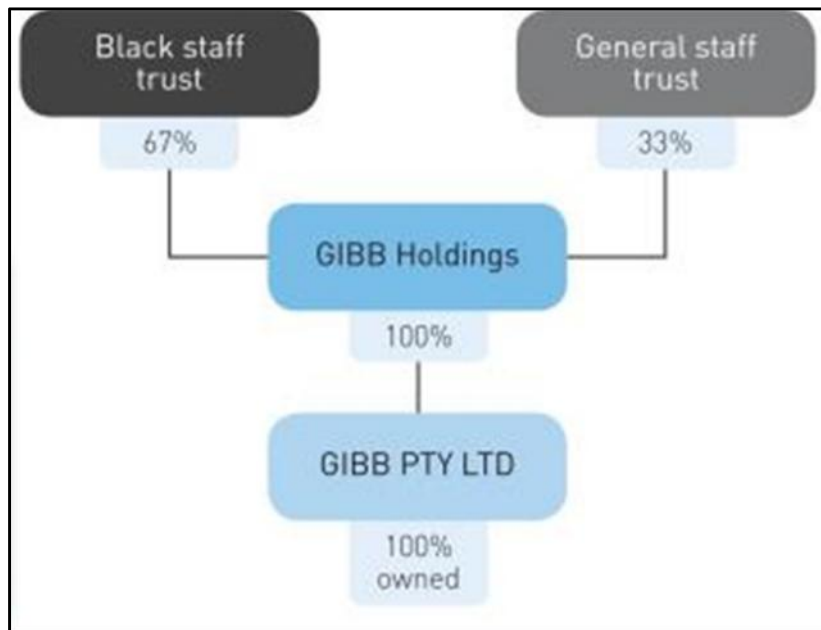 Black staff
trust
General staff
trust
67%
33%
GIBB Holdings
100%
GIBB PTY LTD
100%
owned